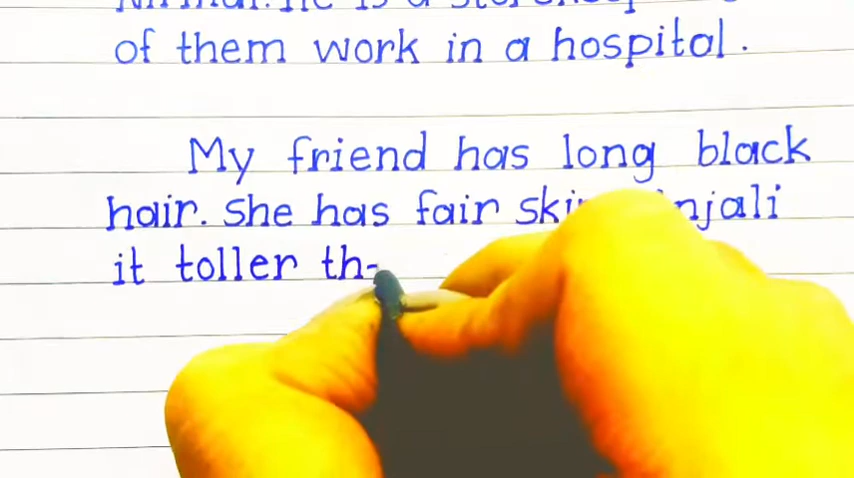 of them work in a hospital.
My friend has long black
hair. She has fair
it toller